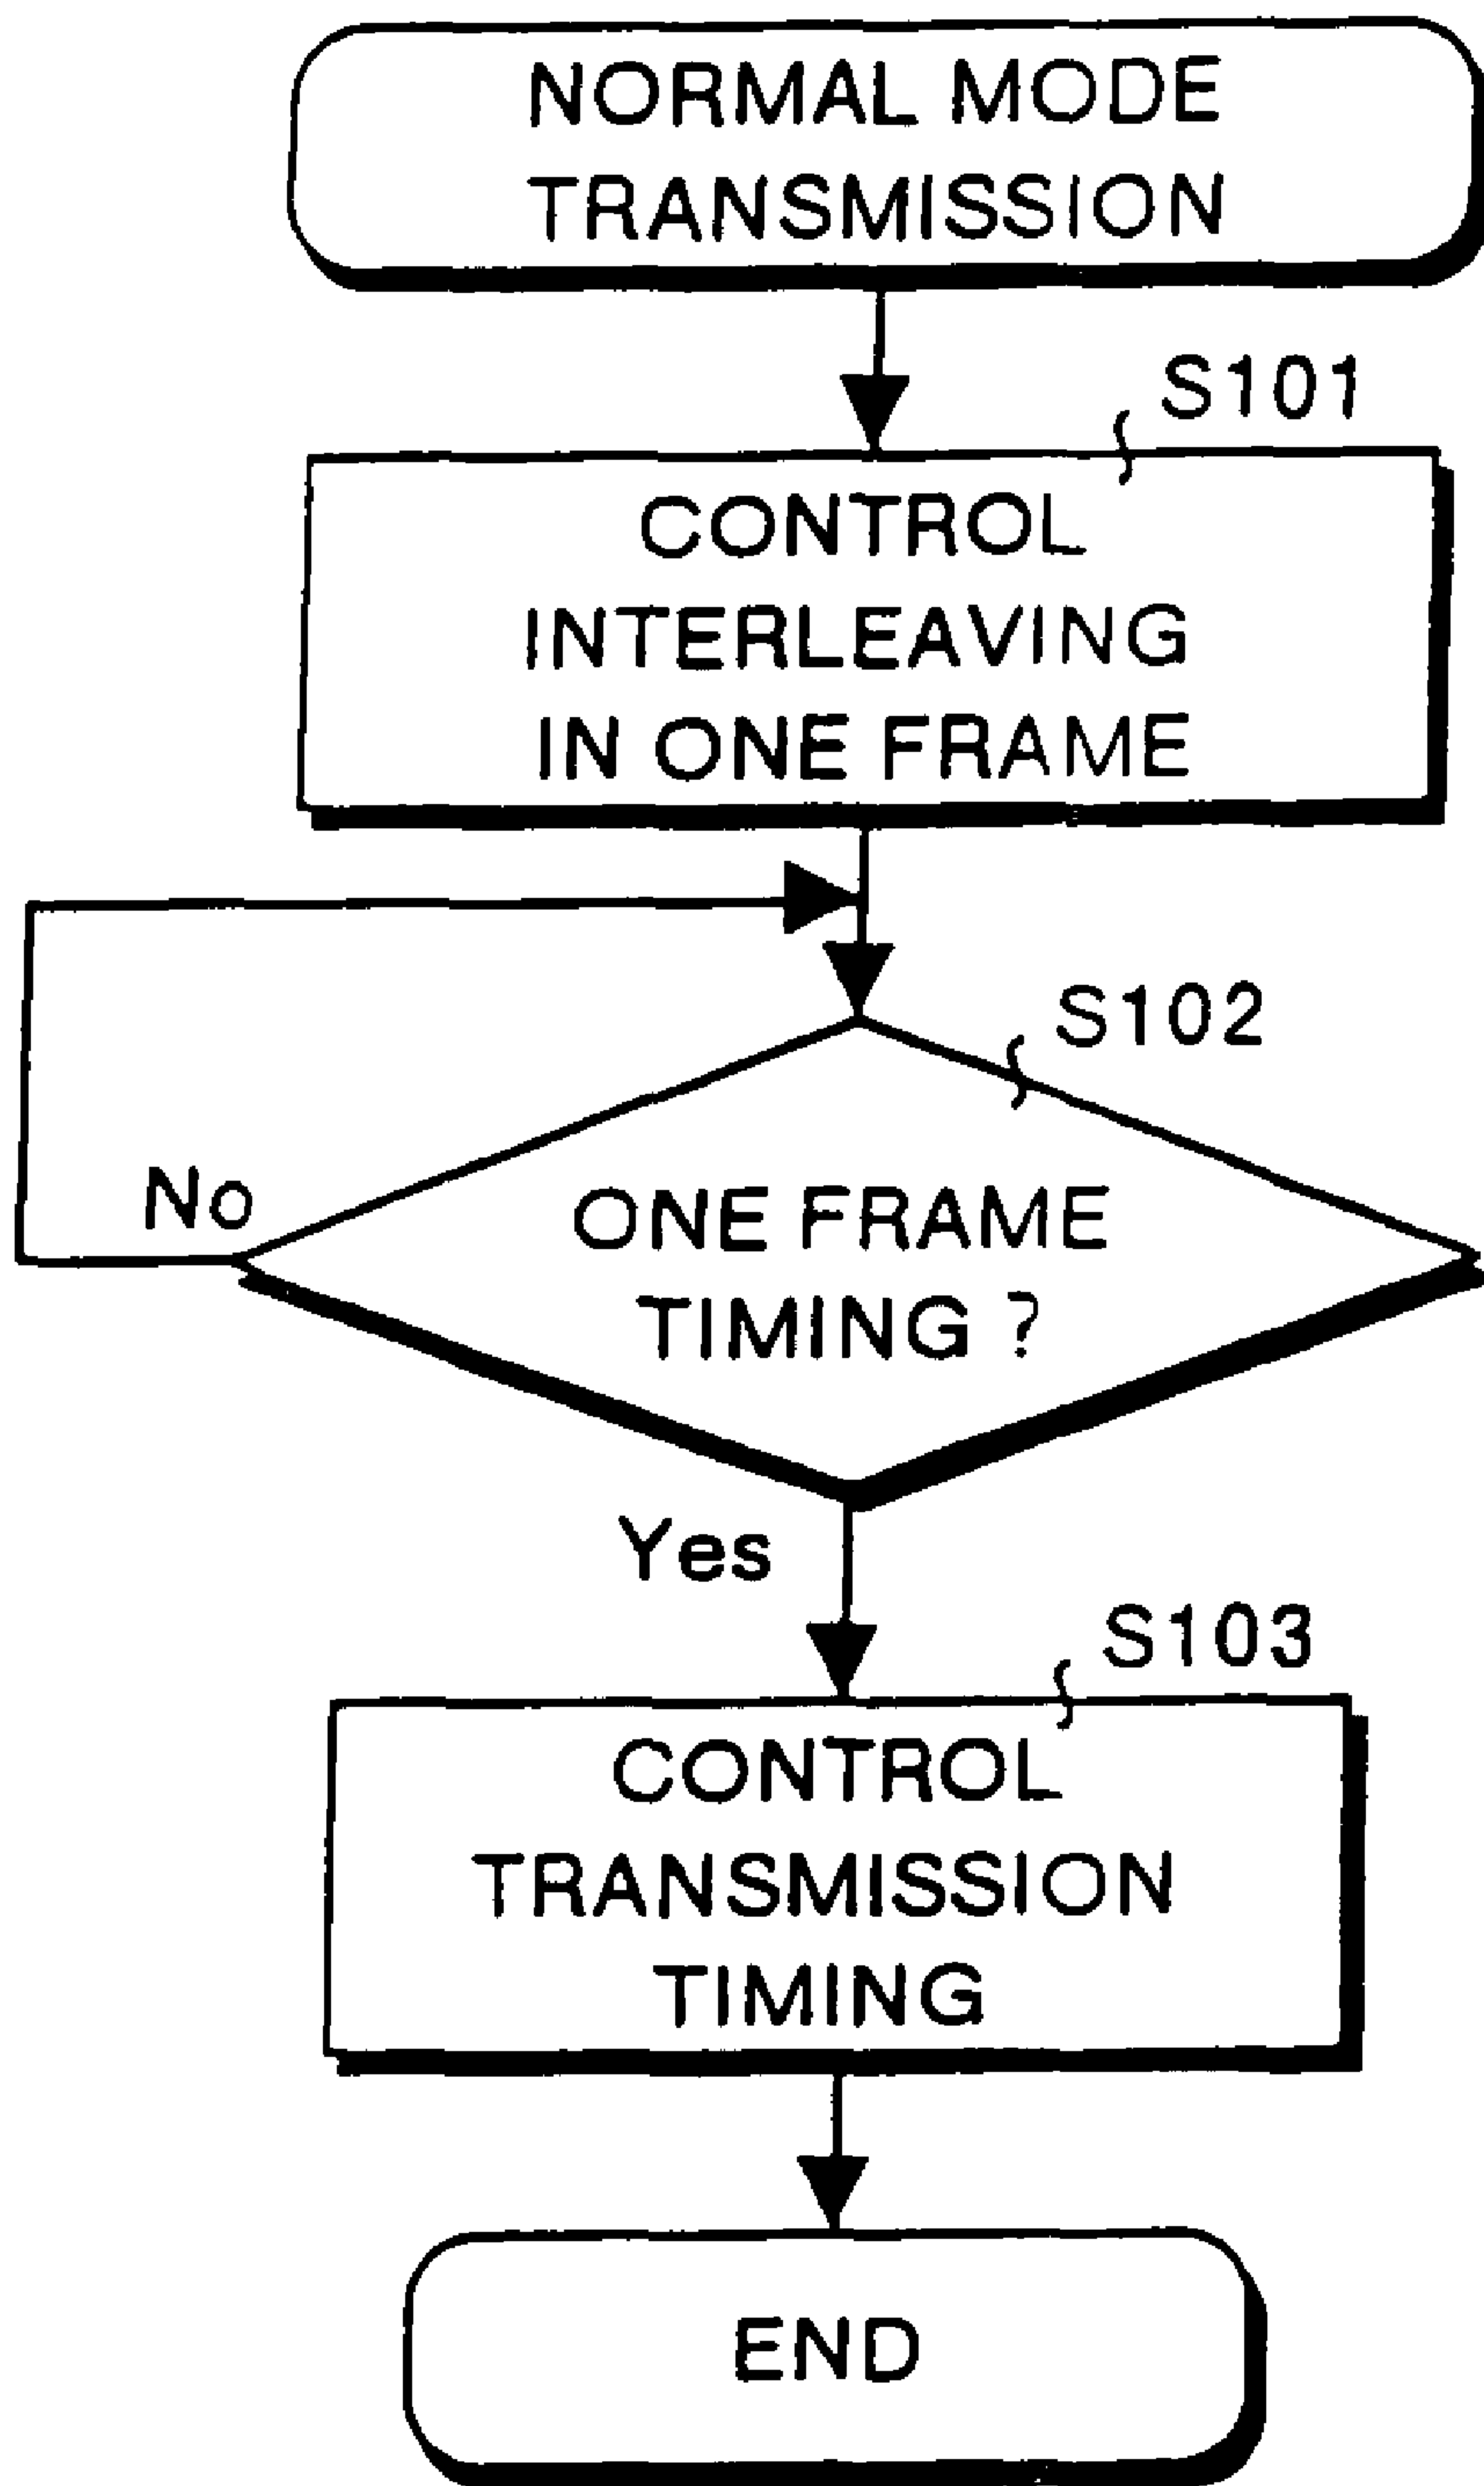 NORMAL MODE
TRANSMISSION
S101
CONTROL
INTERLEAVING
IN ONE FRAME
S102
No
ONE FRAME
TIMING ?
Yes
S103
CONTROL
TRANSMISSION
TIMING
END